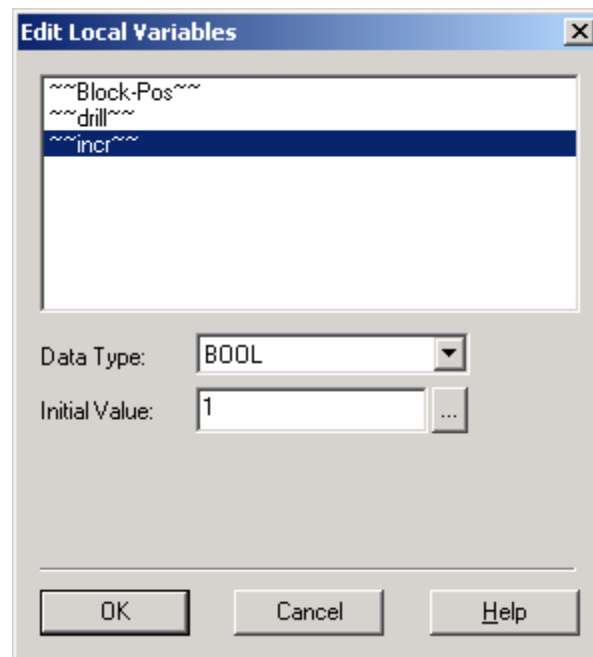 Edit Local Variables
~~Block-Pos~~
~~drill~~
~~incr~~
Data Type: BOOL
Initial Value: 1 ...
OK Cancel Help